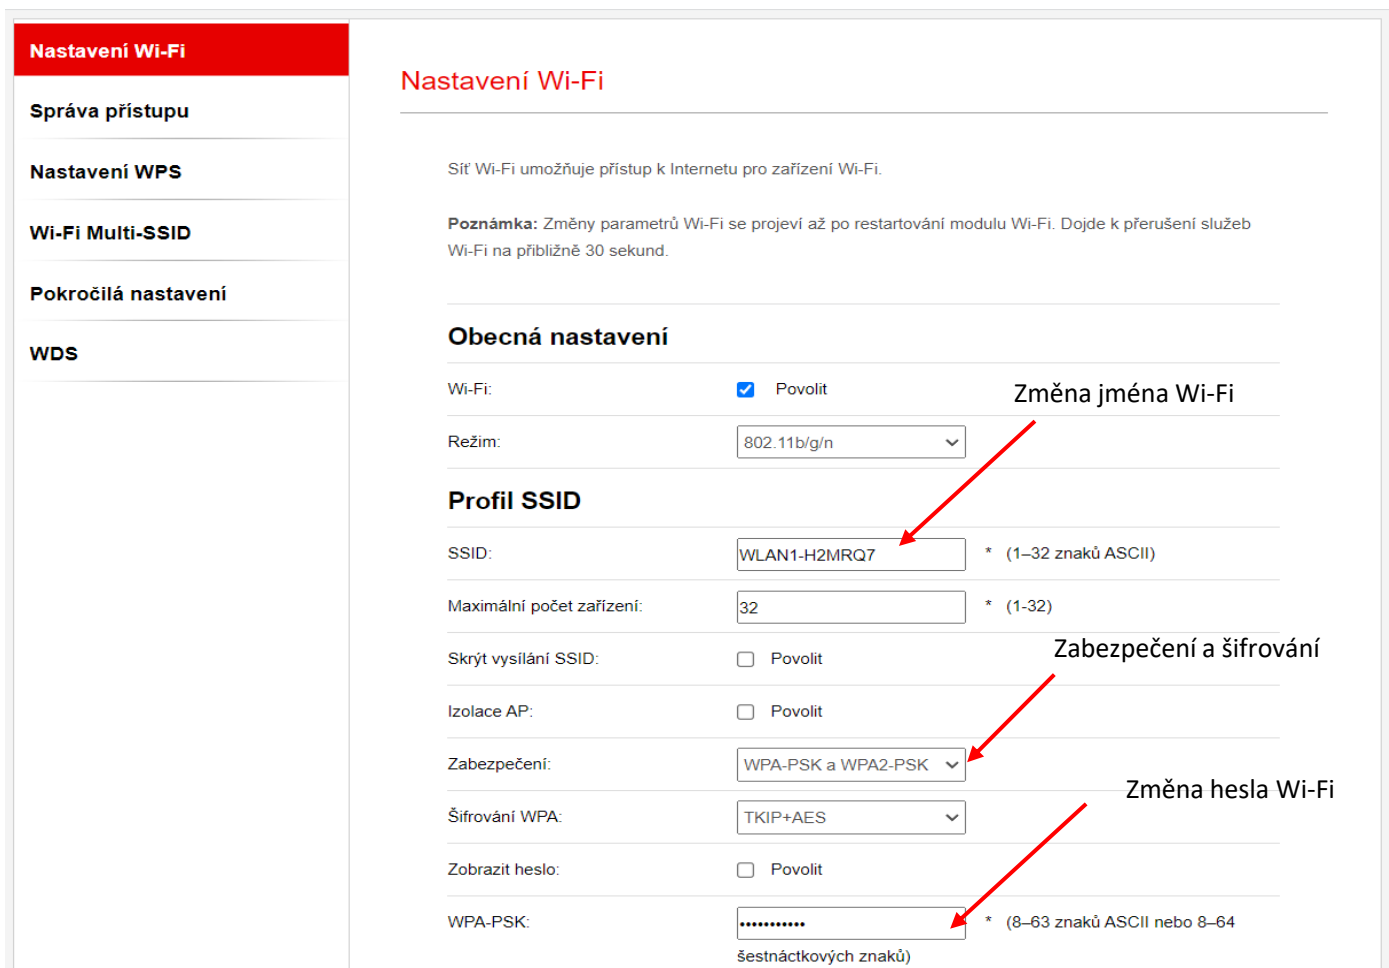 Nastavení Wi-Fi
Správa přístupu
Nastavení WPS
Wi-Fi Multi-SSID
Pokročilá nastavení
WDS
Nastavení Wi-Fi
Síť Wi-Fi umožňuje přístup k Internetu pro zařízení Wi-Fi.
Poznámka: Změny parametrů Wi-Fi se projeví až po restartování modulu Wi-Fi. Dojde k přerušení služeb
Wi-Fi na přibližně 30 sekund.
Obecná nastavení
Wi-Fi: Povolit
Změna jména Wi-Fi
Režim: 802.11b/g/n
Profil SSID
SSID: WLAN1-H2MRQ7 * (1–32 znaků ASCII)
Maximální počet zařízení: 32 * (1-32)
Zabezpečení a šifrování
Skrýt vysílání SSID: Povolit
Izolace AP: Povolit
Zabezpečení: WPA-PSK a WPA2-PSK
Změna hesla Wi-Fi
Šifrování WPA: TKIP+AES
Zobrazit heslo: Povolit
WPA-PSK: ••••••••••• * (8–63 znaků ASCII nebo 8–64
šestnáctkových znaků)